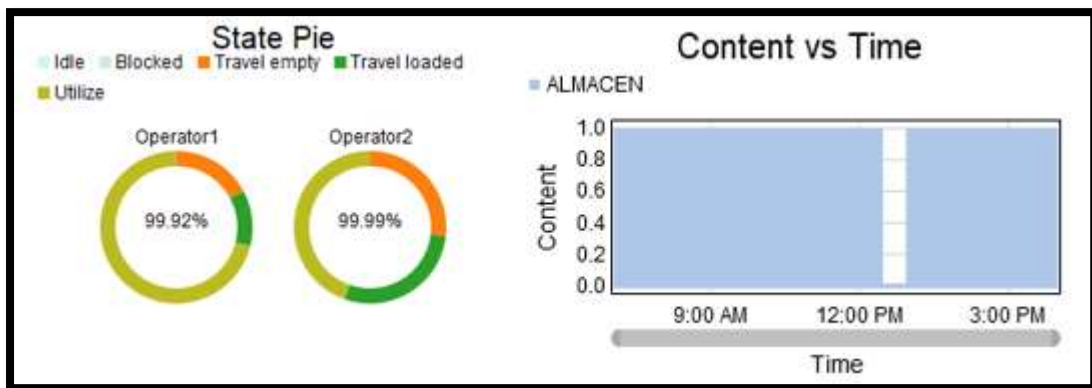 State Pie
Idle Blocked Travel empty Travel loaded
Utilize
Operator1 Operator2
99.92% 99.99%
Content vs Time
ALMACEN
1.0
0.8
0.6
0.4
0.2
0.0
Content
9:00 AM 12:00 PM 3:00 PM
Time